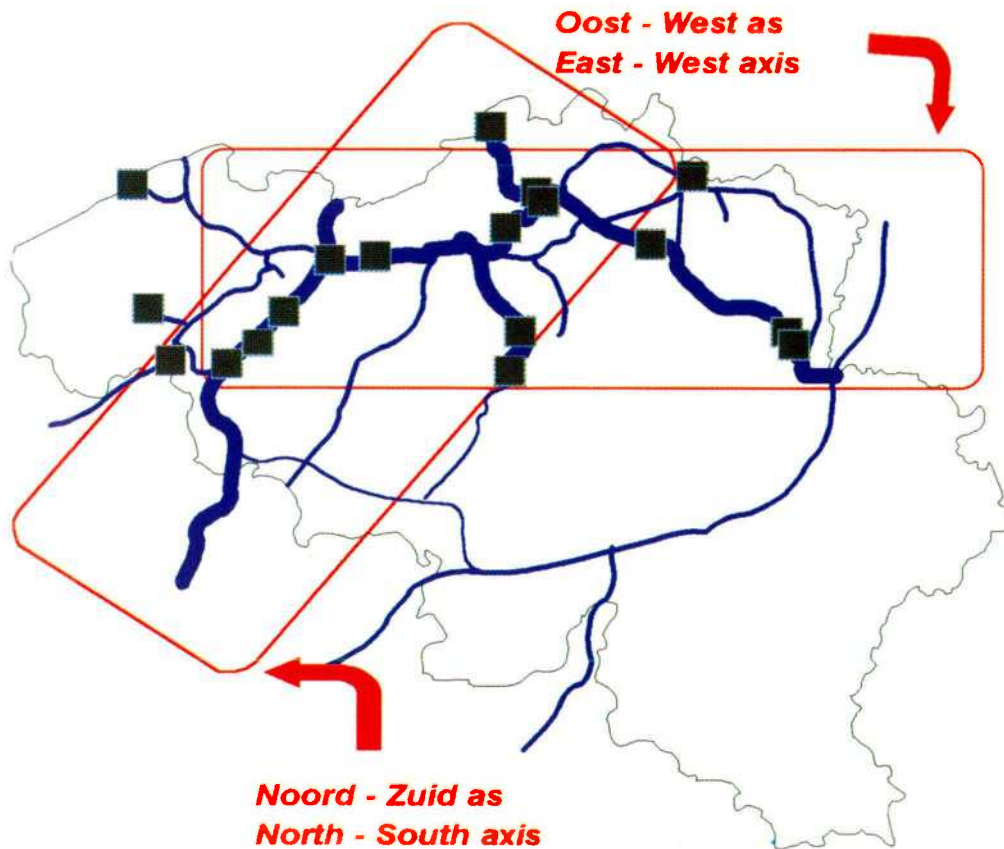 Oost - West as
East - West axis
Noord - Zuid as
North - South axis